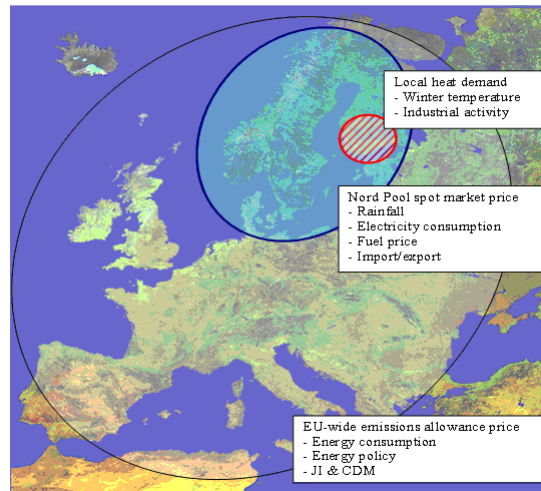 Local heat demand
- Winter temperature
- Industrial activity
Nord Pool spot market price
- Rainfall
- Electricity consumption
- Fuel price
- Import/export
EU-wide emissions allowance price
- Energy consumption
- Energy policy
- JI & CDM